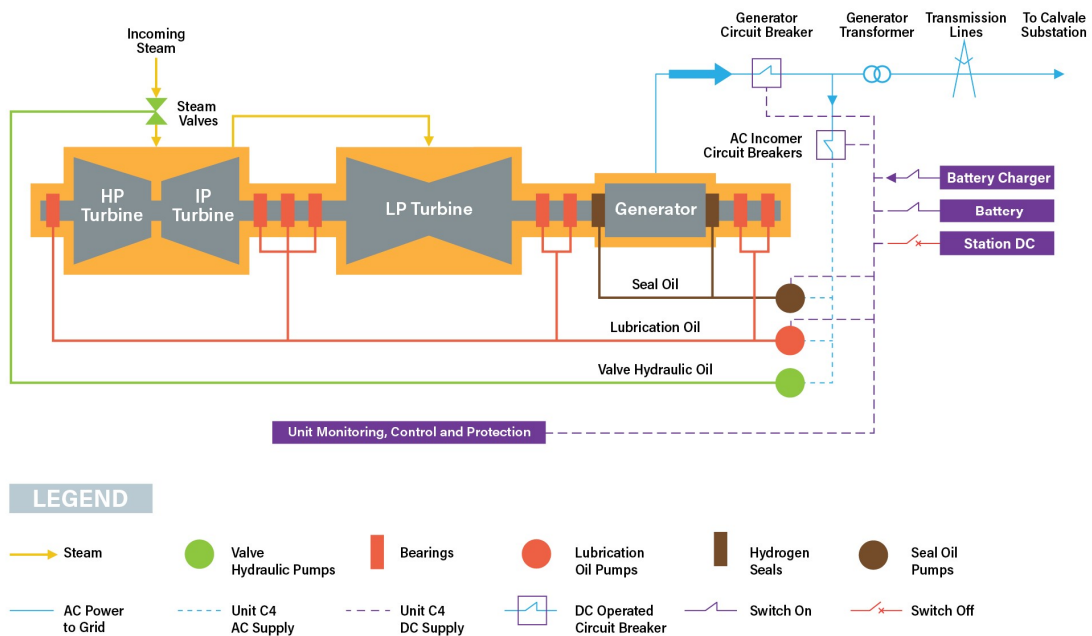 Generator
Circuit Breaker
Generator
Transformer
Transmission
Lines
To Calvale
Substation
Incoming
Steam
Steam
Valves
AC Incomer
Circuit Breakers
HP
Turbine
IP
Turbine
LP Turbine
Generator
Battery Charger
Battery
Station DC
Seal Oil
Lubrication Oil
Valve Hydraulic Oil
Unit Monitoring, Control and Protection
LEGEND
Steam
Valve
Hydraulic Pumps
Bearings
Lubrication
Oil Pumps
Hydrogen
Seals
Seal Oil
Pumps
AC Power
to Grid
Unit C4
AC Supply
Unit C4
DC Supply
DC Operated
Circuit Breaker
Switch On
Switch Off